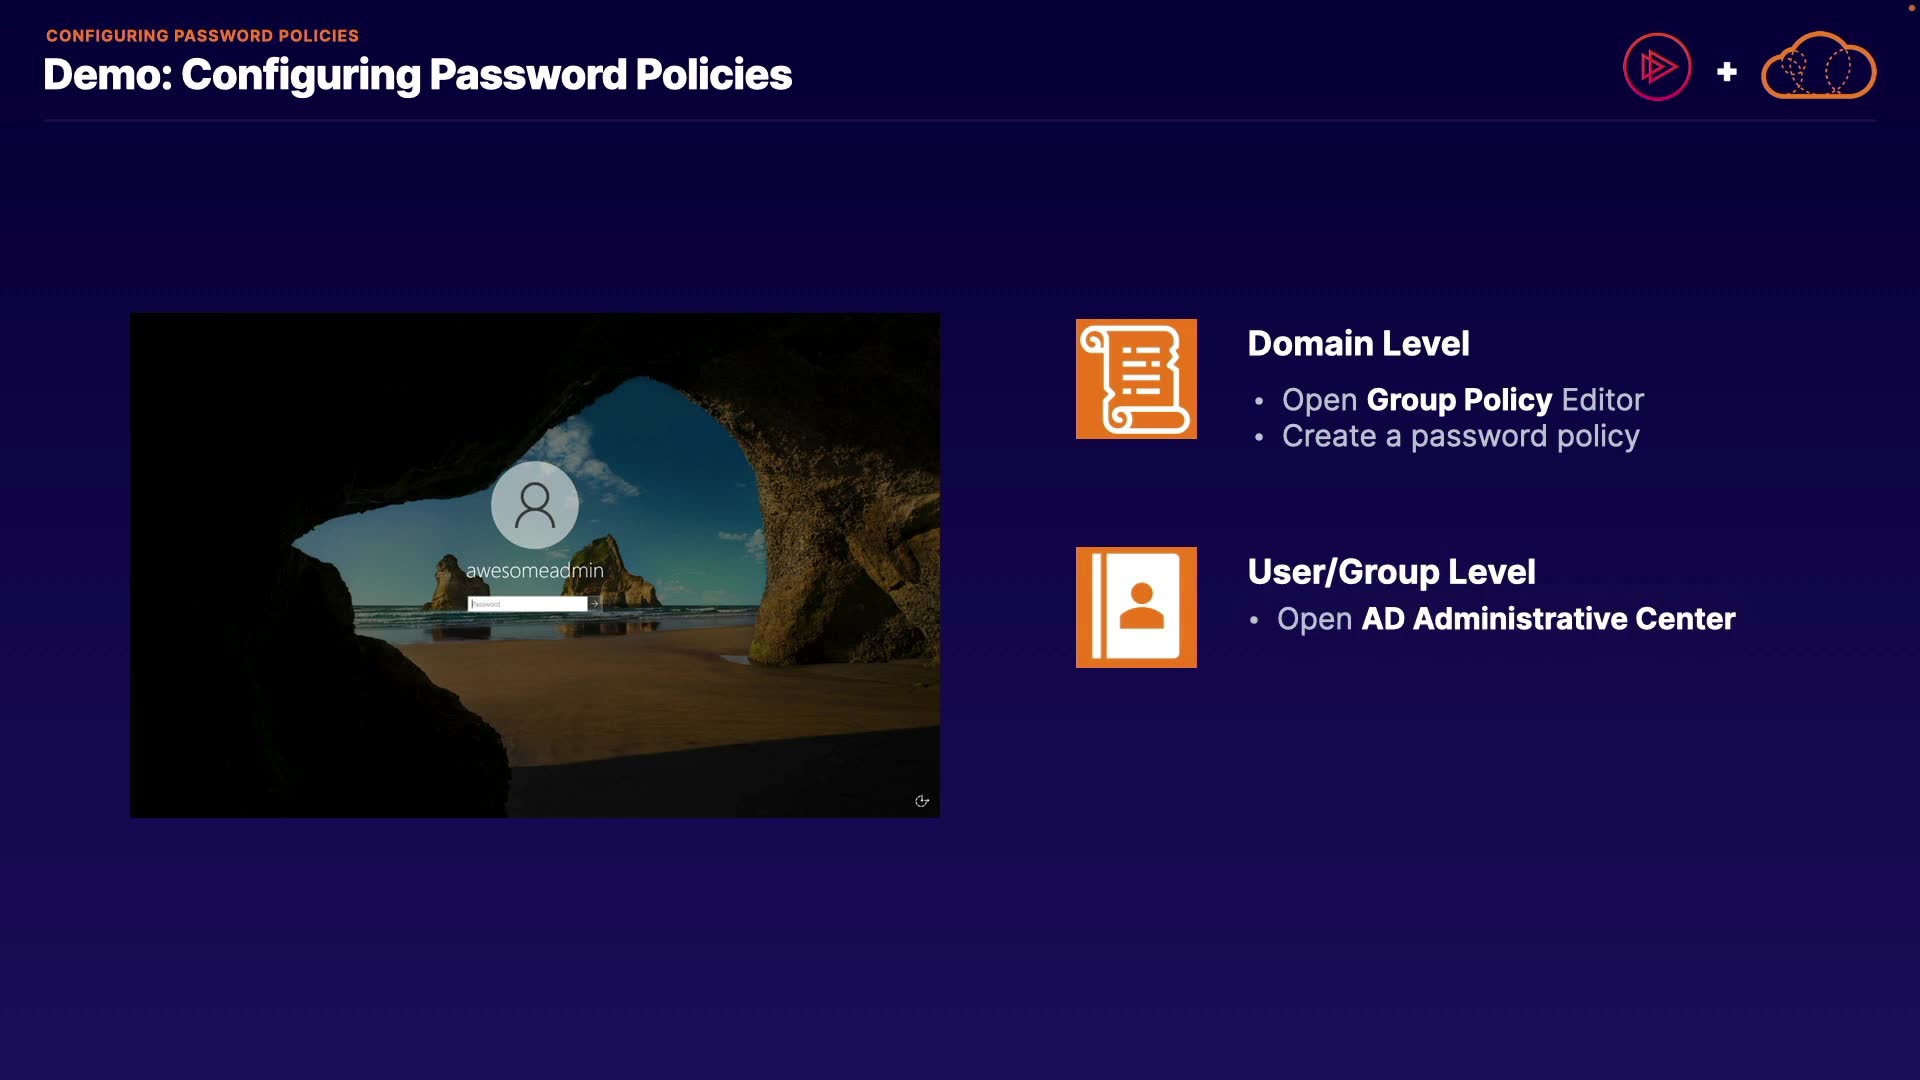 CONFIGURING PASSWORD POLICIES
Demo: Configuring Password Policies
awesomeadmin
Password
Domain Level
• Open Group Policy Editor
• Create a password policy
User/Group Level
• Open AD Administrative Center